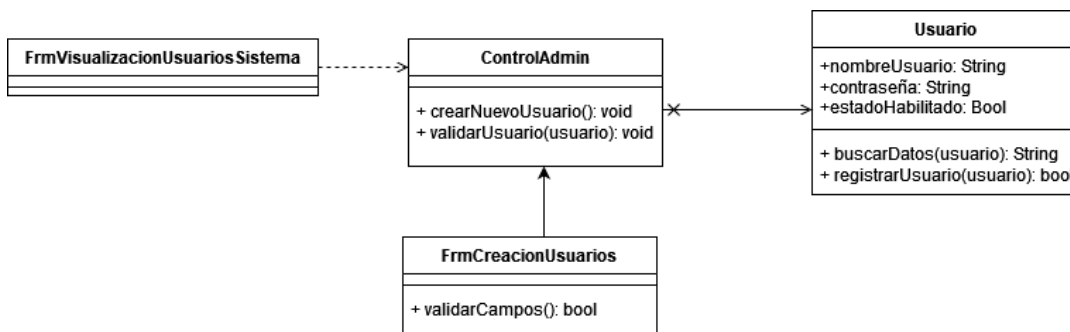 FrmVisualizacionUsuariosSistema
ControlAdmin
+ crearNuevoUsuario(): void
+ validarUsuario(usuario): void
Usuario
+nombreUsuario: String
+contraseña: String
+estadoHabilitado: Bool
+ buscarDatos(usuario): String
+ registrarUsuario(usuario): bool
FrmCreacionUsuarios
+ validarCampos(): bool